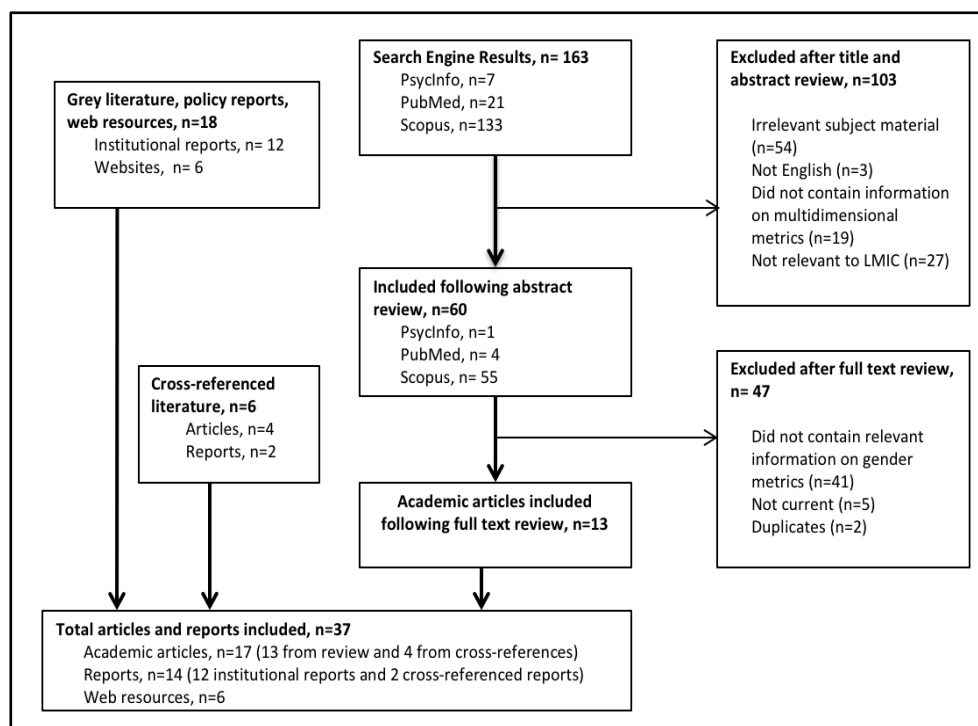 Search Engine Results, n= 163
PsycInfo, n=7
PubMed, n=21
Scopus, n=133
Excluded after title and
abstract review, n=103
Irrelevant subject material
(n=54)
Not English (n=3)
Did not contain information
on multidimensional
metrics (n=19)
Not relevant to LMIC (n=27)
Grey literature, policy reports,
web resources, n=18
Institutional reports, n= 12
Websites, n= 6
Included following abstract
review, n=60
PsycInfo, n=1
PubMed, n= 4
Scopus, n= 55
Excluded after full text review,
n= 47
Did not contain relevant
information on gender
metrics (n=41)
Not current (n=5)
Duplicates (n=2)
Cross-referenced
literature, n=6
Articles, n=4
Reports, n=2
Academic articles included
following full text review, n=13
Total articles and reports included, n=37
Academic articles, n=17 (13 from review and 4 from cross-references)
Reports, n=14 (12 institutional reports and 2 cross-referenced reports)
Web resources, n=6